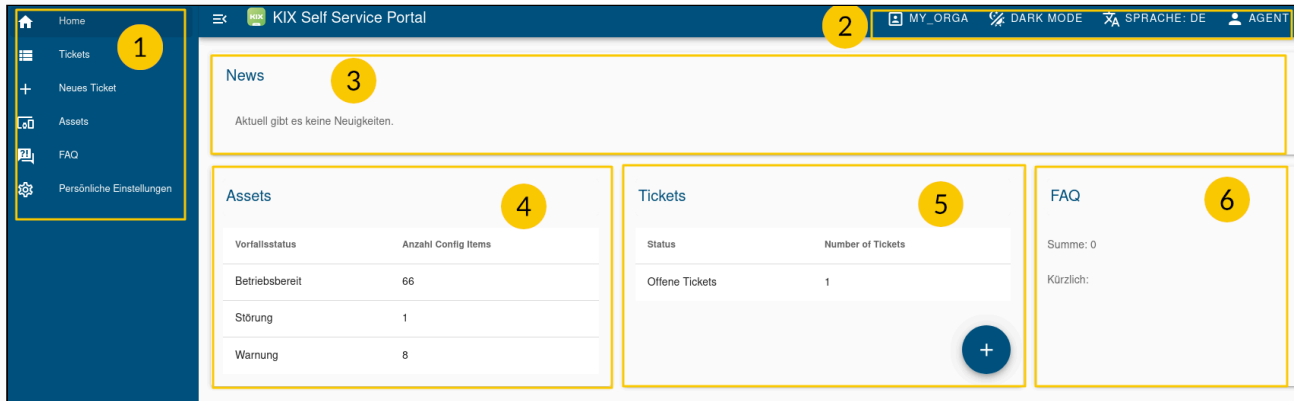 Home
Tickets
Neues Ticket
Assets
FAQ
Persönliche Einstellungen
1
KIX
KIX Self Service Portal
2
MY_ORGA
DARK MODE
SPRACHE: DE
AGENT
News
3
Aktuell gibt es keine Neuigkeiten.
Assets
4
Vorfallsstatus Anzahl Config Items
Betriebsbereit 66
Störung 1
Warnung 8
Tickets
5
Status Number of Tickets
Offene Tickets 1
+
FAQ
6
Summe: 0
Kürzlich: